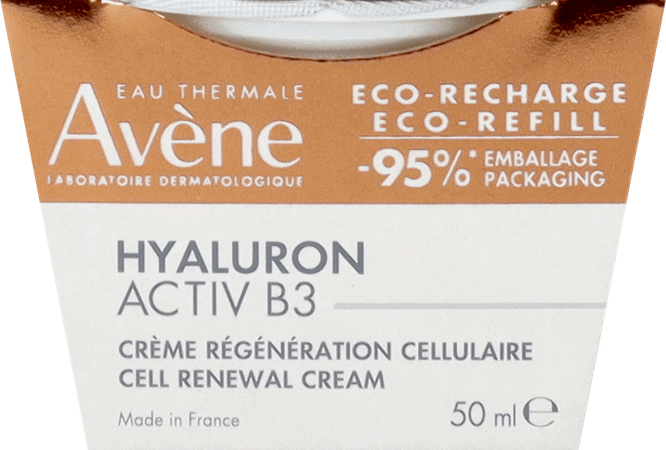 EAU THERMALE
Avène
LABORATOIRE DERMATOLOGIQUE
ECO-RECHARGE
ECO-REFILL
-95%* EMBALLAGE
PACKAGING
HYALURON
ACTIV B3
CRÈME RÉGÉNÉRATION CELLULAIRE
CELL RENEWAL CREAM
Made in France
50 ml ℮